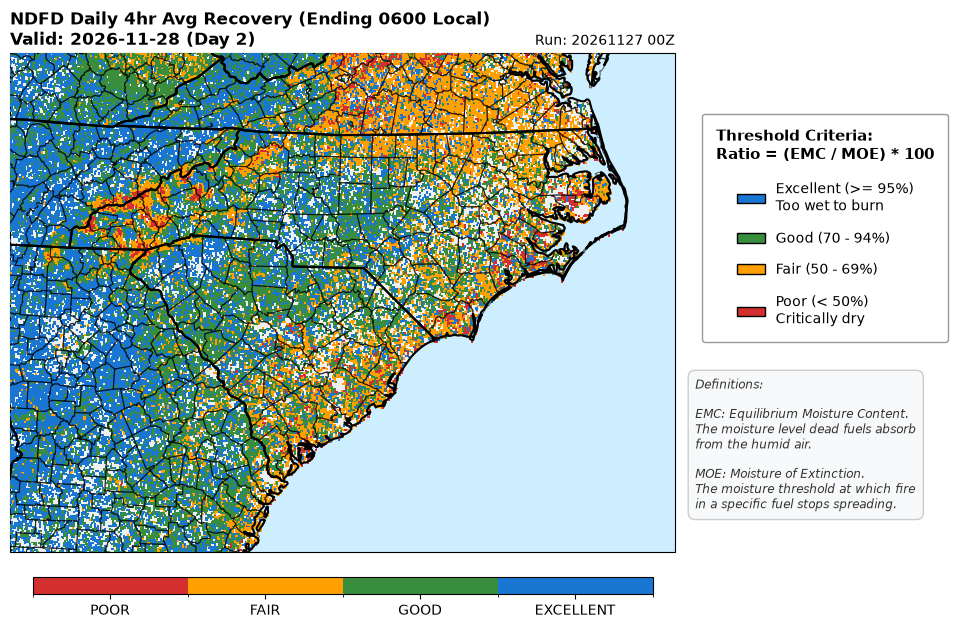 NDFD Daily 4hr Avg Recovery (Ending 0600 Local)
Valid: 2026-11-28 (Day 2)
Run: 20261127 00Z
Threshold Criteria:
Ratio = (EMC / MOE) * 100
Excellent (>= 95%)
Too wet to burn
Good (70 - 94%)
Fair (50 - 69%)
Poor (< 50%)
Critically dry
Definitions:
EMC: Equilibrium Moisture Content.
The moisture level dead fuels absorb
from the humid air.
MOE: Moisture of Extinction.
The moisture threshold at which fire
in a specific fuel stops spreading.
POOR
FAIR
GOOD
EXCELLENT